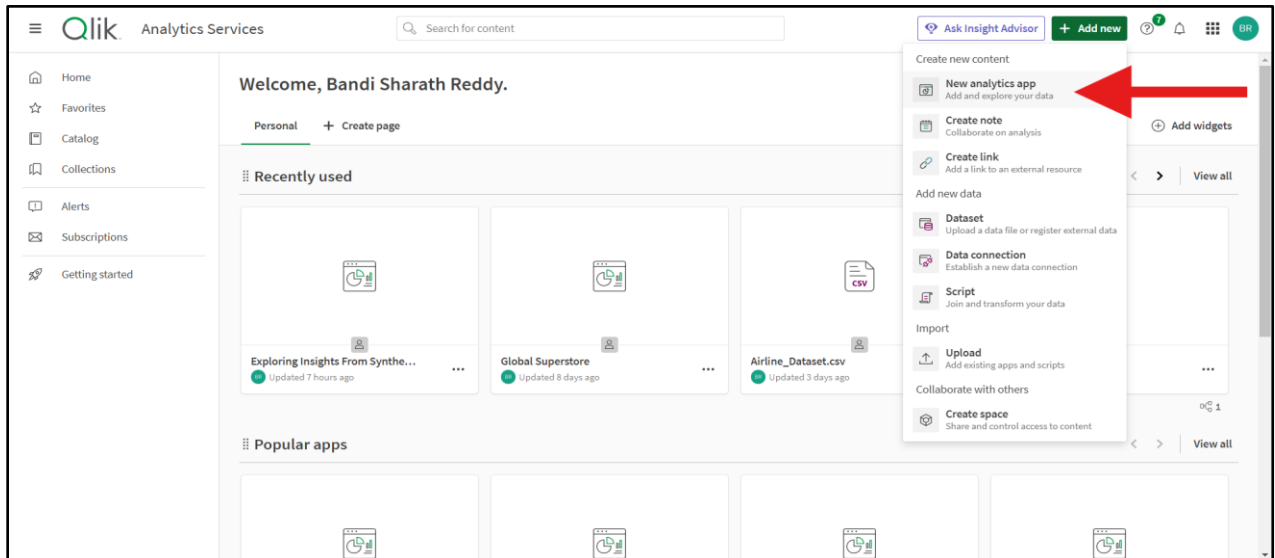 Qlik Analytics Services
Search for content
Ask Insight Advisor
+ Add new
7
BR
Home
Favorites
Catalog
Collections
Alerts
Subscriptions
Getting started
Welcome, Bandi Sharath Reddy.
Personal
+ Create page
Add widgets
Create new content
New analytics app
Add and explore your data
Create note
Collaborate on analysis
Create link
Add a link to an external resource
Add new data
Dataset
Upload a data file or register external data
Data connection
Establish a new data connection
Script
Join and transform your data
Import
Upload
Add existing apps and scripts
Collaborate with others
Create space
Share and control access to content
Recently used
< > View all
CSV
Exploring Insights From Synthe... ...
BR Updated 7 hours ago
Global Superstore ...
BR Updated 8 days ago
Airline_Dataset.csv
BR Updated 3 days ago
...
1
Popular apps
< > View all